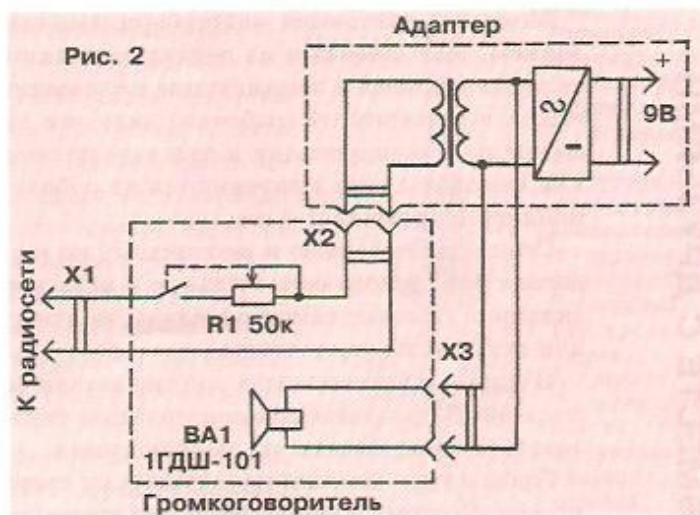 Адаптер
Рис. 2
+
9В
~
-
X2
X1
R1 50к
К радиосети
X3
BA1
1ГДШ-101
Громкоговоритель